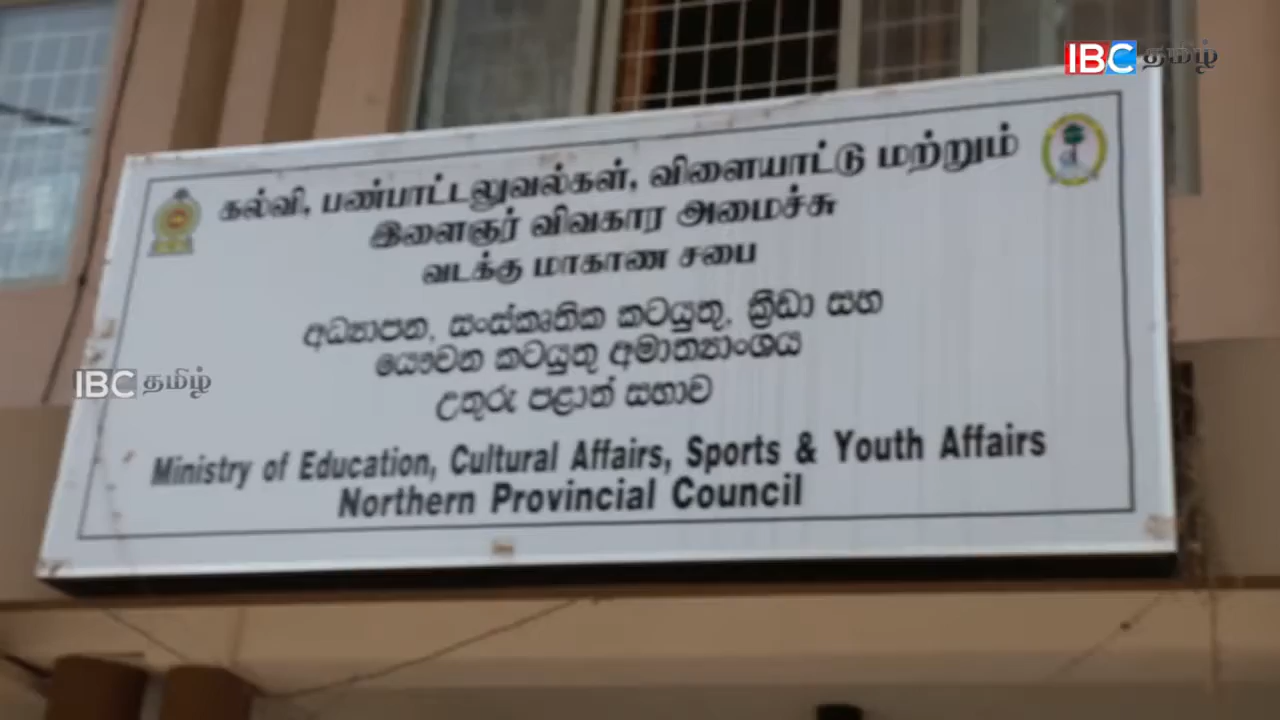 IBC தமிழ்
கல்வி, பண்பாட்டலுவல்கள், விளையாட்டு மற்றும்
இளைஞர் விவகார அமைச்சு
வடக்கு மாகாண சபை
අධ්‍යාපන, සංස්කෘතික කටයුතු, ක්‍රීඩා සහ
යෞවන කටයුතු අමාත්‍යාංශය
උතුරු පළාත් සභාව
IBC தமிழ்
Ministry of Education, Cultural Affairs, Sports & Youth Affairs
Northern Provincial Council